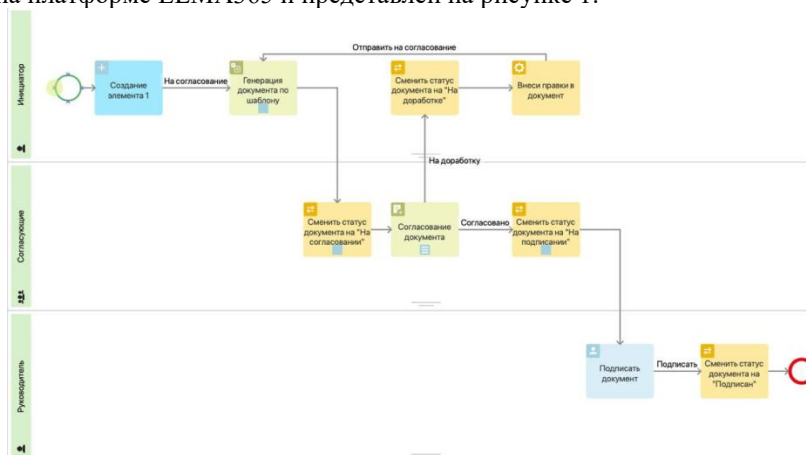 на платформе ELMA365 и представлен на рисунке 1.
Отправить на согласование
Инициатор
Создание
элемента 1
На согласование
Генерация
документа по
шаблону
Сменить статус
документа на "На
доработке"
Внеси правки в
документ
На доработку
Согласующие
Сменить статус
документа на "На
согласовании"
Согласование
документа
Согласовано
Сменить статус
документа на "На
подписании"
Руководитель
Подписать
документ
Подписать
Сменить статус
документа на
"Подписан"